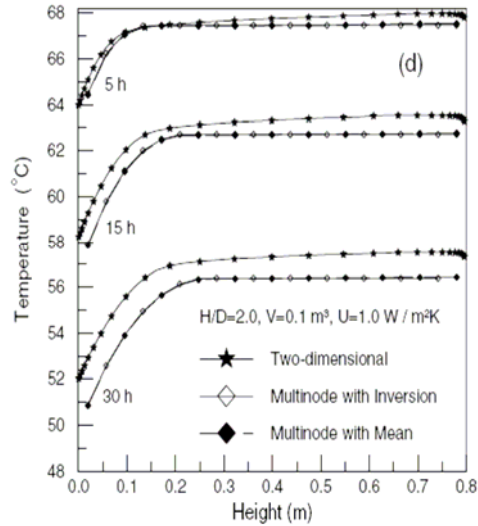 68
66
64
62
60
58
56
54
52
50
48
Temperature (°C)
(d)
5 h
15 h
30 h
H/D=2.0, V=0.1 m³, U=1.0 W / m²K
Two-dimensional
Multinode with Inversion
Multinode with Mean
0.0 0.1 0.2 0.3 0.4 0.5 0.6 0.7 0.8
Height (m)